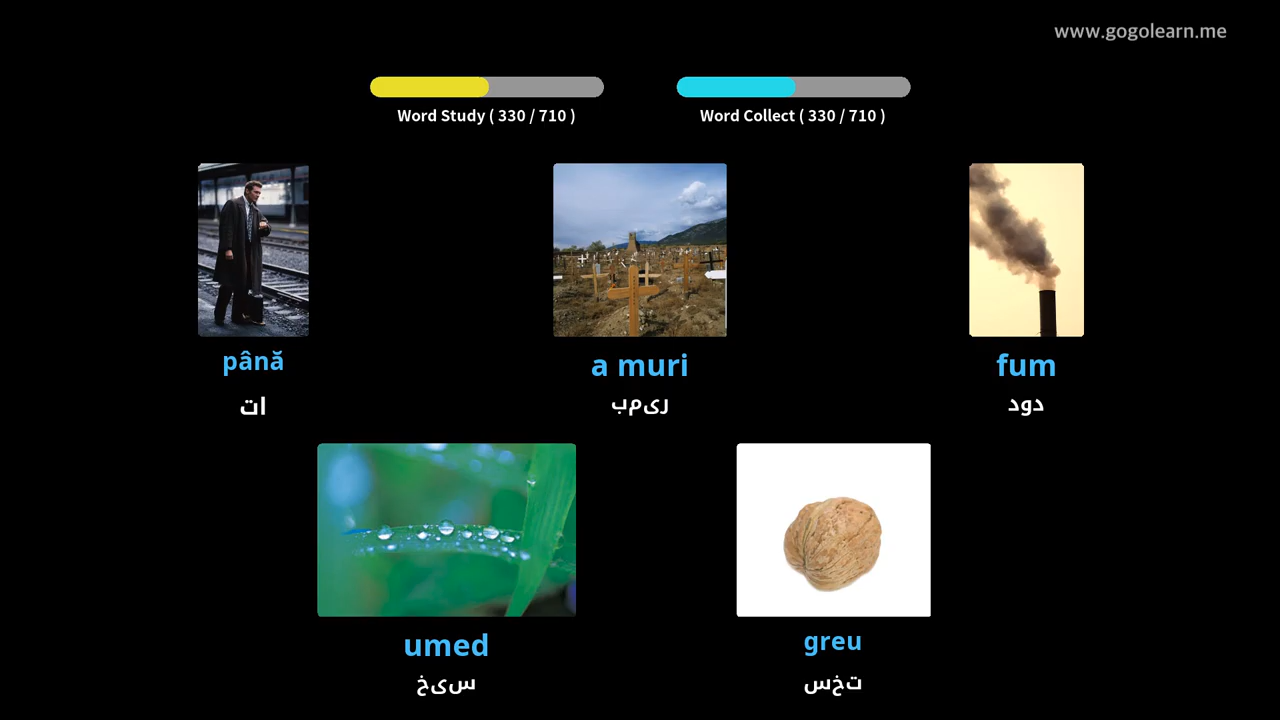 www.gogolearn.me
Word Study ( 330 / 710 )
Word Collect ( 330 / 710 )
până
ات
a muri
ریمب
fum
دود
umed
سیخ
greu
تخس